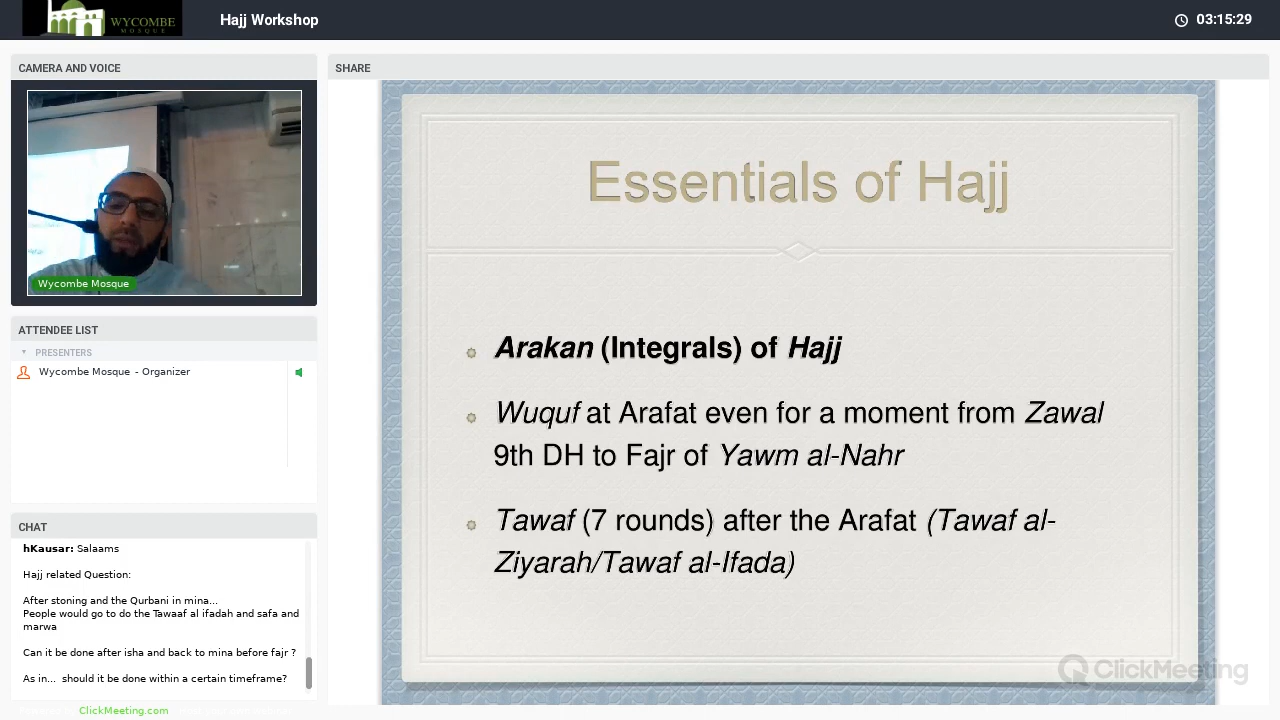 WYCOMBE
MOSQUE
Hajj Workshop
03:15:29
CAMERA AND VOICE
SHARE
Wycombe Mosque
ATTENDEE LIST
PRESENTERS
Wycombe Mosque - Organizer
CHAT
hKausar: Salaams
Hajj related Question:
After stoning and the Qurbani in mina...
People would go to do the Tawaaf al ifadah and safa and
marwa
Can it be done after isha and back to mina before fajr ?
As in... should it be done within a certain timeframe?
ClickMeeting.com
Essentials of Hajj
Arakan (Integrals) of Hajj
Wuquf at Arafat even for a moment from Zawal
9th DH to Fajr of Yawm al-Nahr
Tawaf (7 rounds) after the Arafat (Tawaf al-
Ziyarah/Tawaf al-Ifada)
ClickMeeting